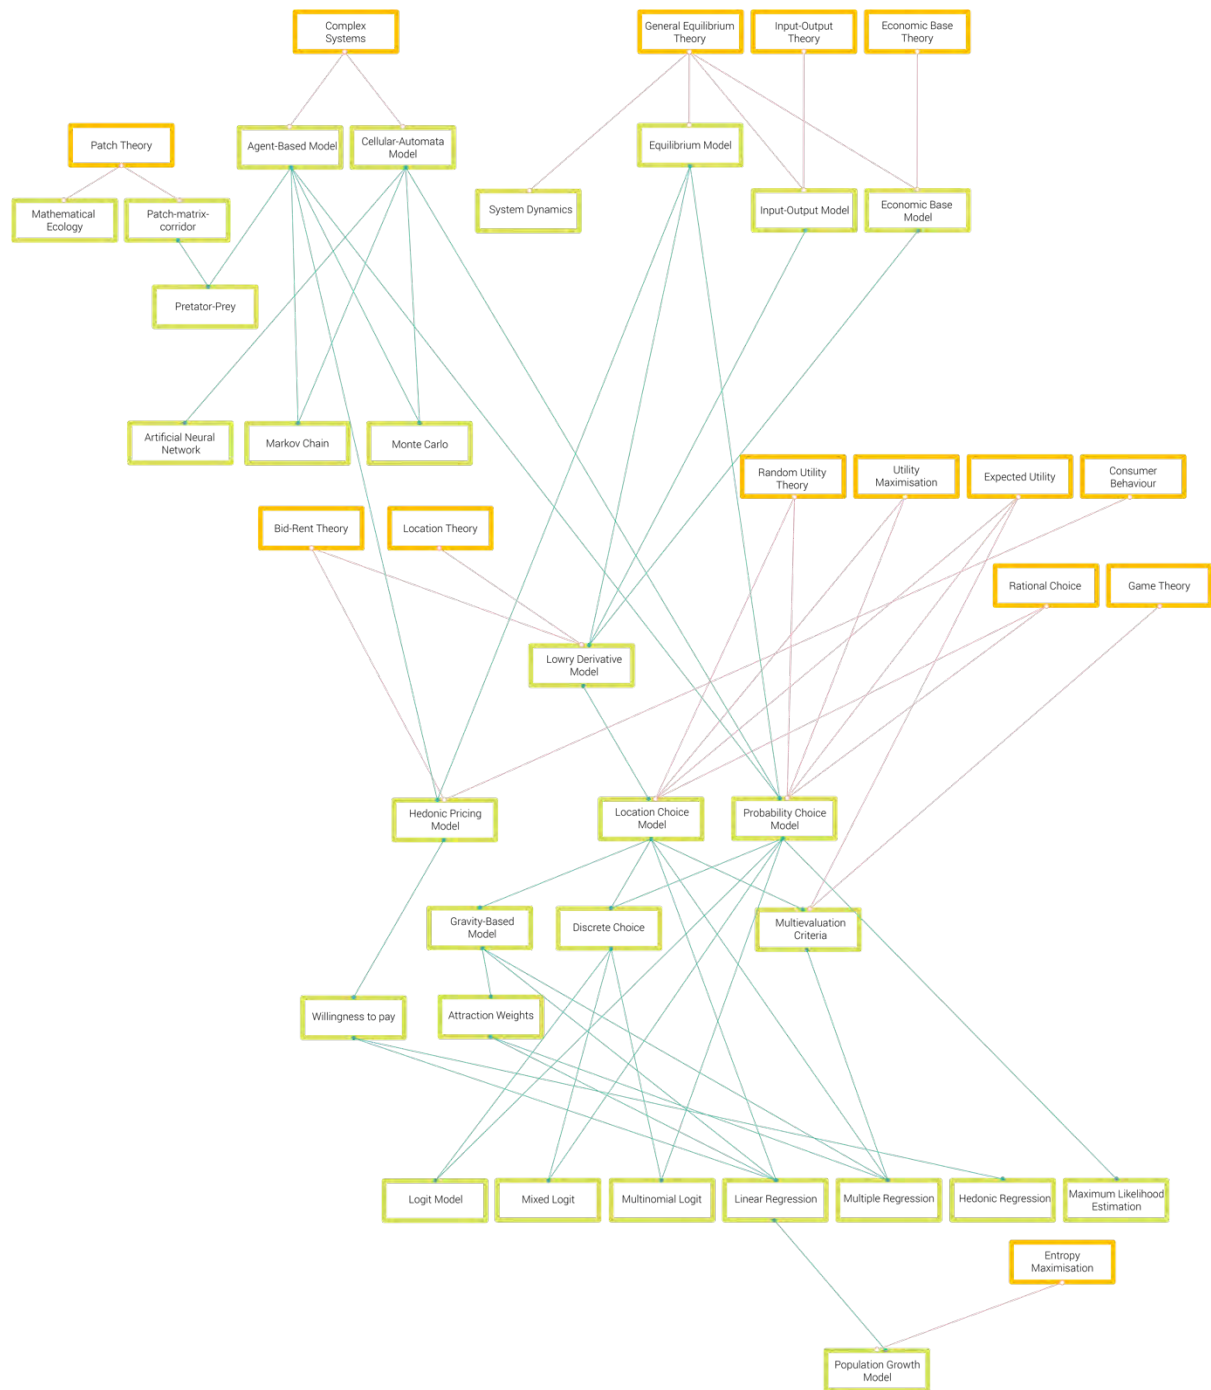 Complex
Systems
General Equilibrium
Theory
Input-Output
Theory
Economic Base
Theory
Patch Theory
Agent-Based Model
Cellular-Automata
Model
Equilibrium Model
Mathematical
Ecology
Patch-matrix-
corridor
System Dynamics
Input-Output Model
Economic Base
Model
Pretator-Prey
Artificial Neural
Network
Markov Chain
Monte Carlo
Random Utility
Theory
Utility
Maximisation
Expected Utility
Consumer
Behaviour
Bid-Rent Theory
Location Theory
Rational Choice
Game Theory
Lowry Derivative
Model
Hedonic Pricing
Model
Location Choice
Model
Probability Choice
Model
Gravity-Based
Model
Discrete Choice
Multievaluation
Criteria
Willingness to pay
Attraction Weights
Logit Model
Mixed Logit
Multinomial Logit
Linear Regression
Multiple Regression
Hedonic Regression
Maximum Likelihood
Estimation
Entropy
Maximisation
Population Growth
Model